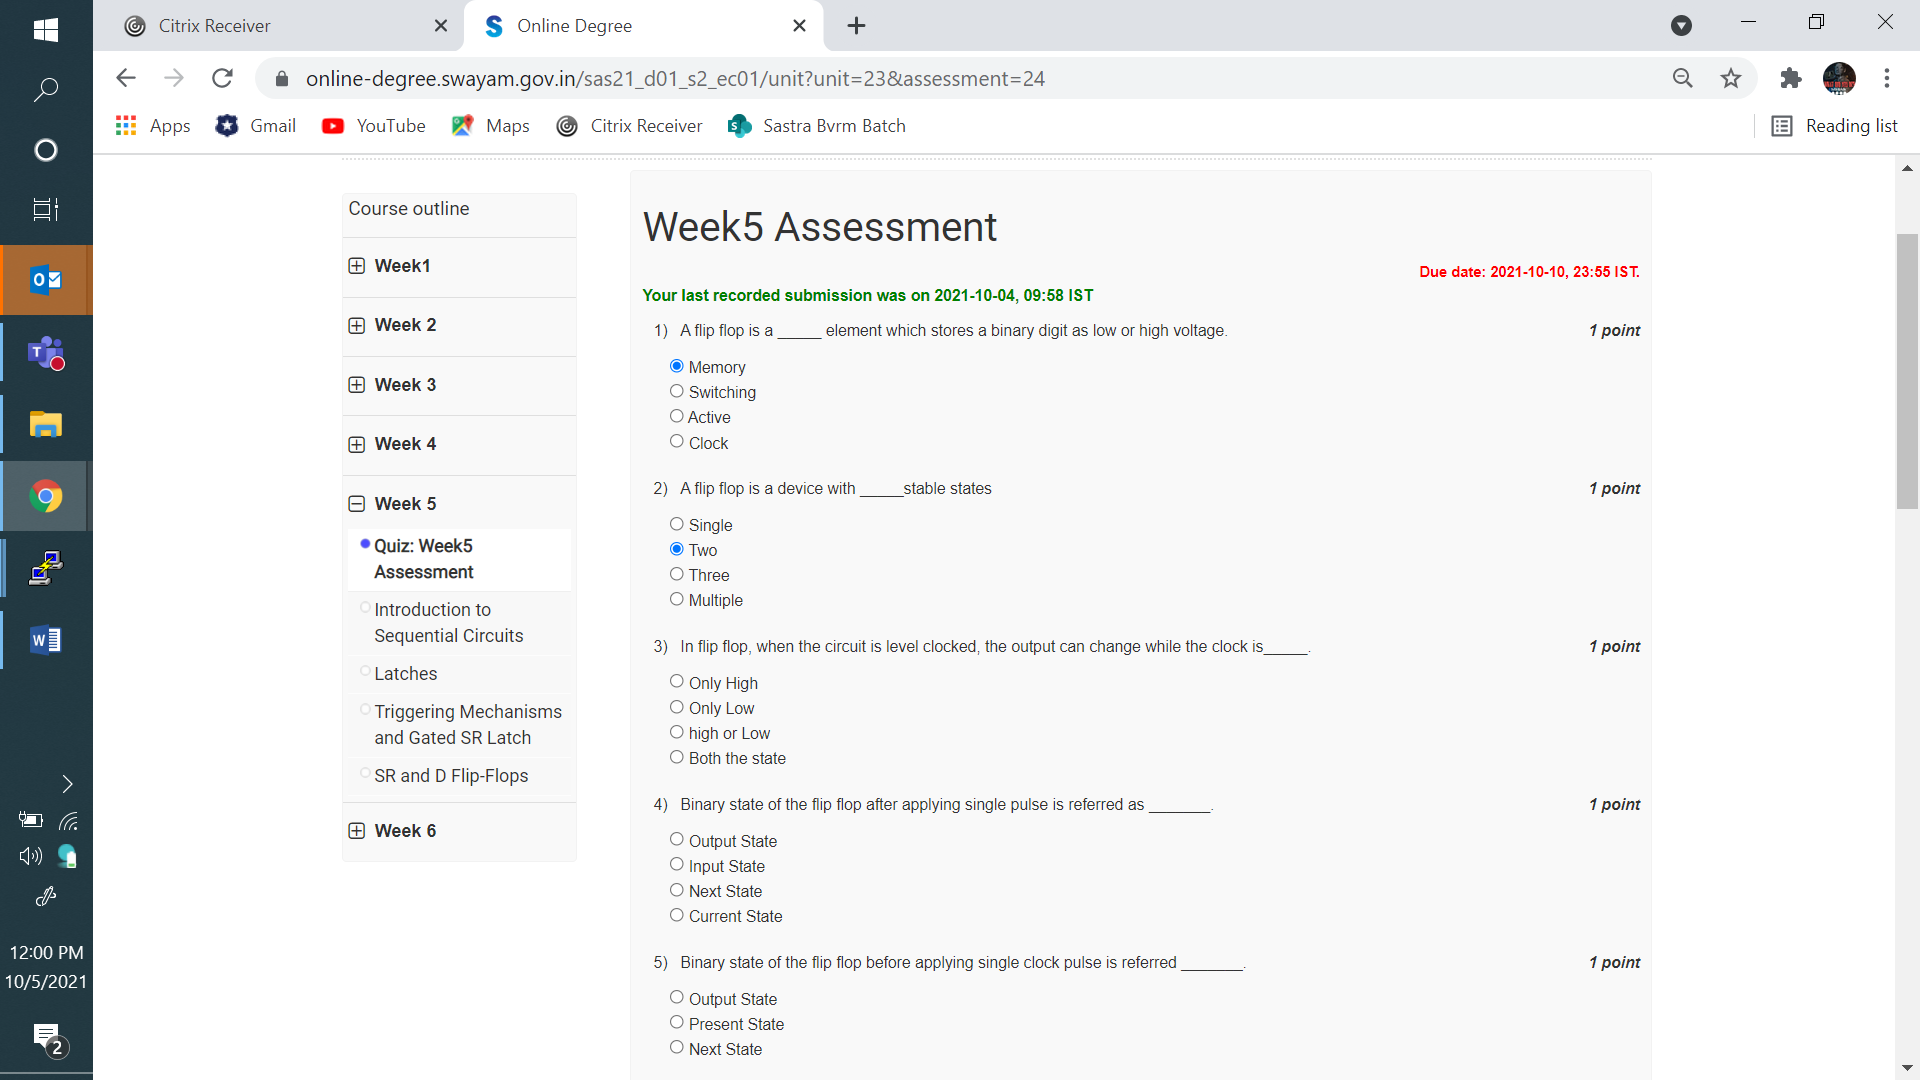 Citrix Receiver
Online Degree
online-degree.swayam.gov.in/sas21_d01_s2_ec01/unit?unit=23&assessment=24
Apps
Gmail
YouTube
Maps
Citrix Receiver
Sastra Bvrm Batch
Reading list
Course outline
Week1
Week 2
Week 3
Week 4
Week 5
Quiz: Week5
Assessment
Introduction to
Sequential Circuits
Latches
Triggering Mechanisms
and Gated SR Latch
SR and D Flip-Flops
Week 6
Week5 Assessment
Due date: 2021-10-10, 23:55 IST.
Your last recorded submission was on 2021-10-04, 09:58 IST
1) A flip flop is a _____ element which stores a binary digit as low or high voltage. 1 point
Memory
Switching
Active
Clock
2) A flip flop is a device with _____stable states 1 point
Single
Two
Three
Multiple
3) In flip flop, when the circuit is level clocked, the output can change while the clock is_____. 1 point
Only High
Only Low
high or Low
Both the state
4) Binary state of the flip flop after applying single pulse is referred as _______. 1 point
Output State
Input State
Next State
Current State
5) Binary state of the flip flop before applying single clock pulse is referred _______. 1 point
Output State
Present State
Next State
12:00 PM
10/5/2021
2